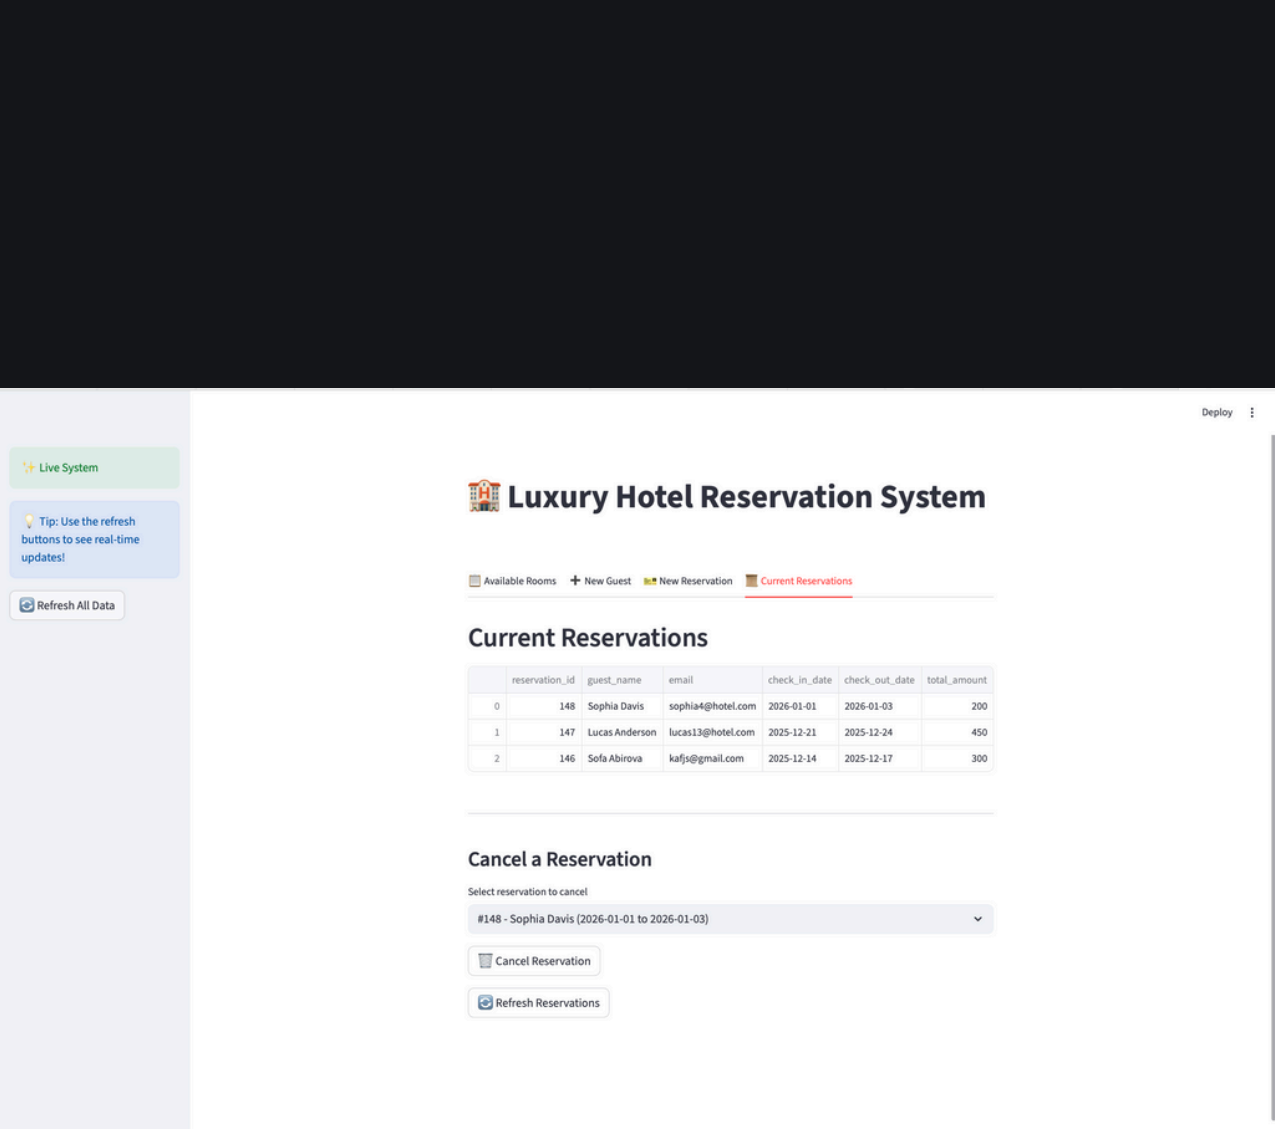 Deploy
✨ Live System
💡 Tip: Use the refresh
buttons to see real-time
updates!
🔄 Refresh All Data
🏨 Luxury Hotel Reservation System
📋 Available Rooms ➕ New Guest 🎫 New Reservation 📜 Current Reservations
Current Reservations
reservation_id guest_name email check_in_date check_out_date total_amount
0 148 Sophia Davis sophia4@hotel.com 2026-01-01 2026-01-03 200
1 147 Lucas Anderson lucas13@hotel.com 2025-12-21 2025-12-24 450
2 146 Sofa Abirova kafjs@gmail.com 2025-12-14 2025-12-17 300
Cancel a Reservation
Select reservation to cancel
#148 - Sophia Davis (2026-01-01 to 2026-01-03)
🗑️ Cancel Reservation
🔄 Refresh Reservations